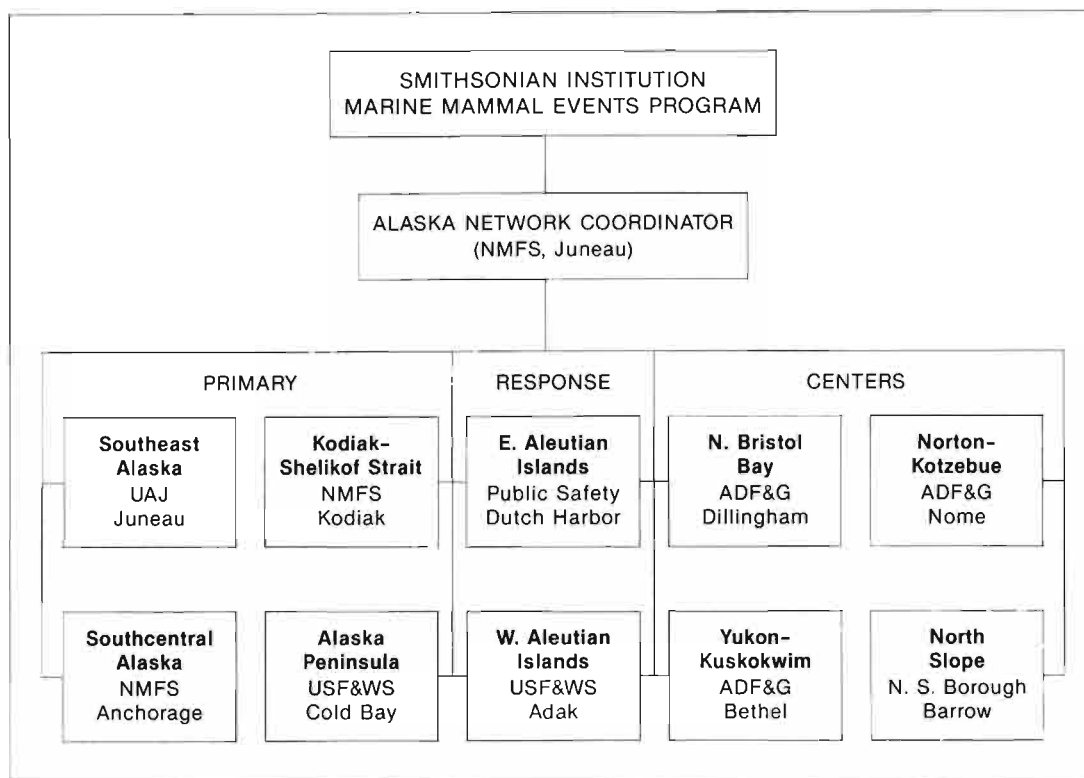 SMITHSONIAN INSTITUTION
MARINE MAMMAL EVENTS PROGRAM
ALASKA NETWORK COORDINATOR
(NMFS, Juneau)
PRIMARY RESPONSE CENTERS
Southeast
Alaska
UAJ
Juneau
Kodiak–
Shelikof Strait
NMFS
Kodiak
E. Aleutian
Islands
Public Safety
Dutch Harbor
N. Bristol
Bay
ADF&G
Dillingham
Norton–
Kotzebue
ADF&G
Nome
Southcentral
Alaska
NMFS
Anchorage
Alaska
Peninsula
USF&WS
Cold Bay
W. Aleutian
Islands
USF&WS
Adak
Yukon–
Kuskokwim
ADF&G
Bethel
North
Slope
N. S. Borough
Barrow